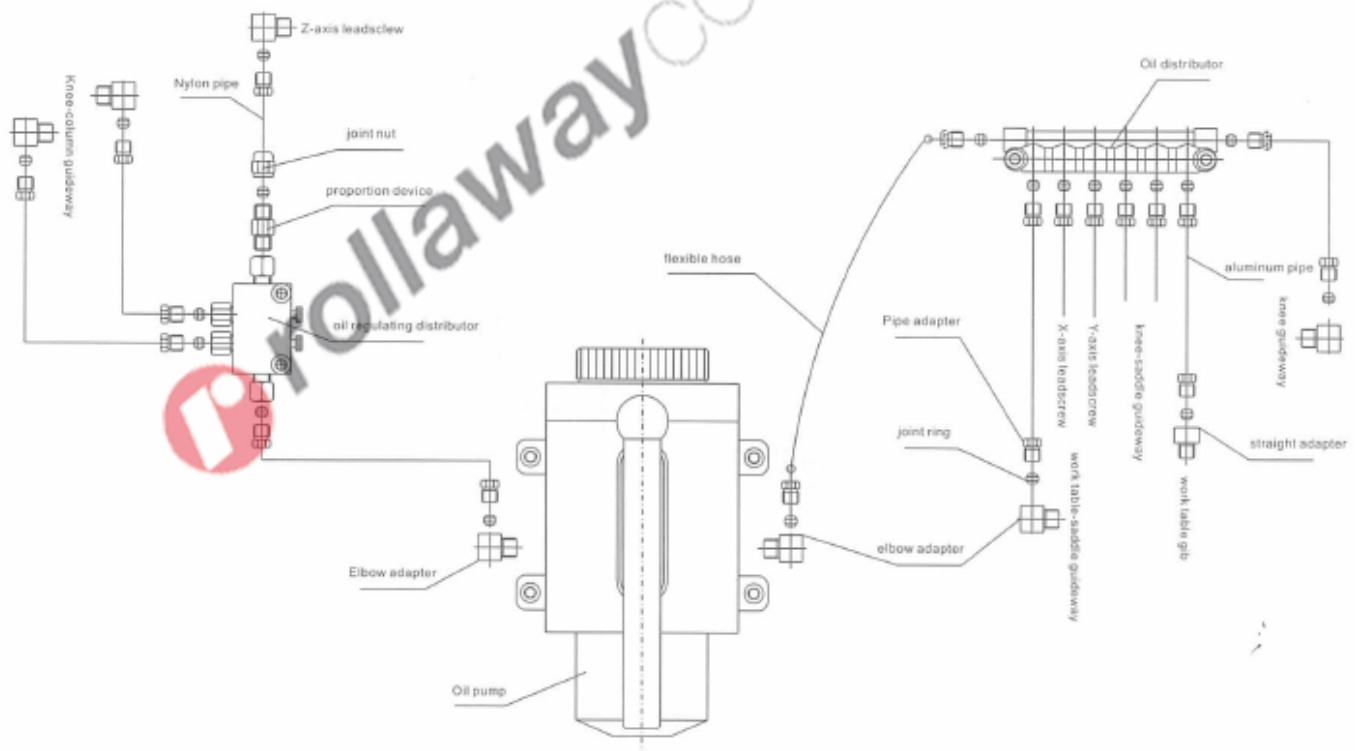 Z-axis leadsclew
Nylon pipe
Knee-column guideway
joint nut
proportion device
oil regulating distributor
Elbow adapter
Oil pump
rollawayco
r
flexible hose
Oil distributor
Pipe adapter
aluminum pipe
knee guideway
X-axis leadscrew
Y-axis leadscrew
knee-saddle guideway
joint ring
straight adapter
work table-saddle guideway
work table gib
elbow adapter